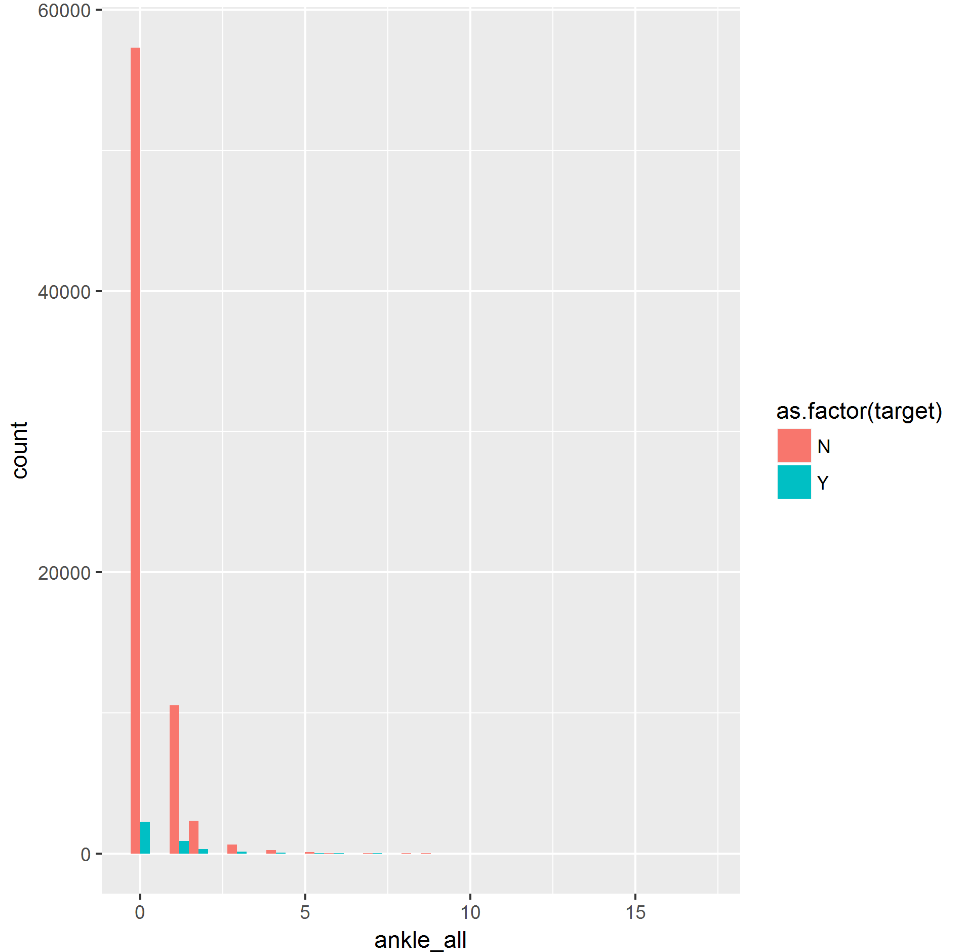 60000
40000
20000
0
count
0 5 10 15
ankle_all
as.factor(target)
N
Y